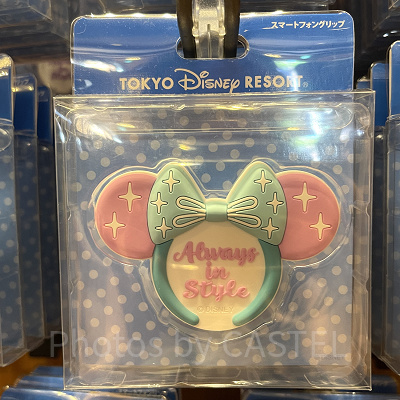 スマートフォングリップ
TOKYO Disney RESORT®
Always
in
Style
©DISNEY
Photos by CASTEL